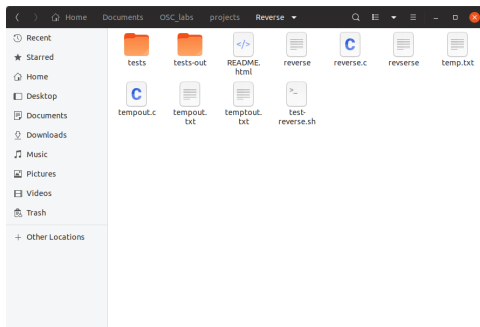 Home Documents OSC_labs projects Reverse
Recent
Starred
Home
Desktop
Documents
Downloads
Music
Pictures
Videos
Trash
+ Other Locations
tests tests-out README. reverse reverse.c revserse temp.txt
html
tempout.c tempout. temptout. test-
txt txt reverse.sh